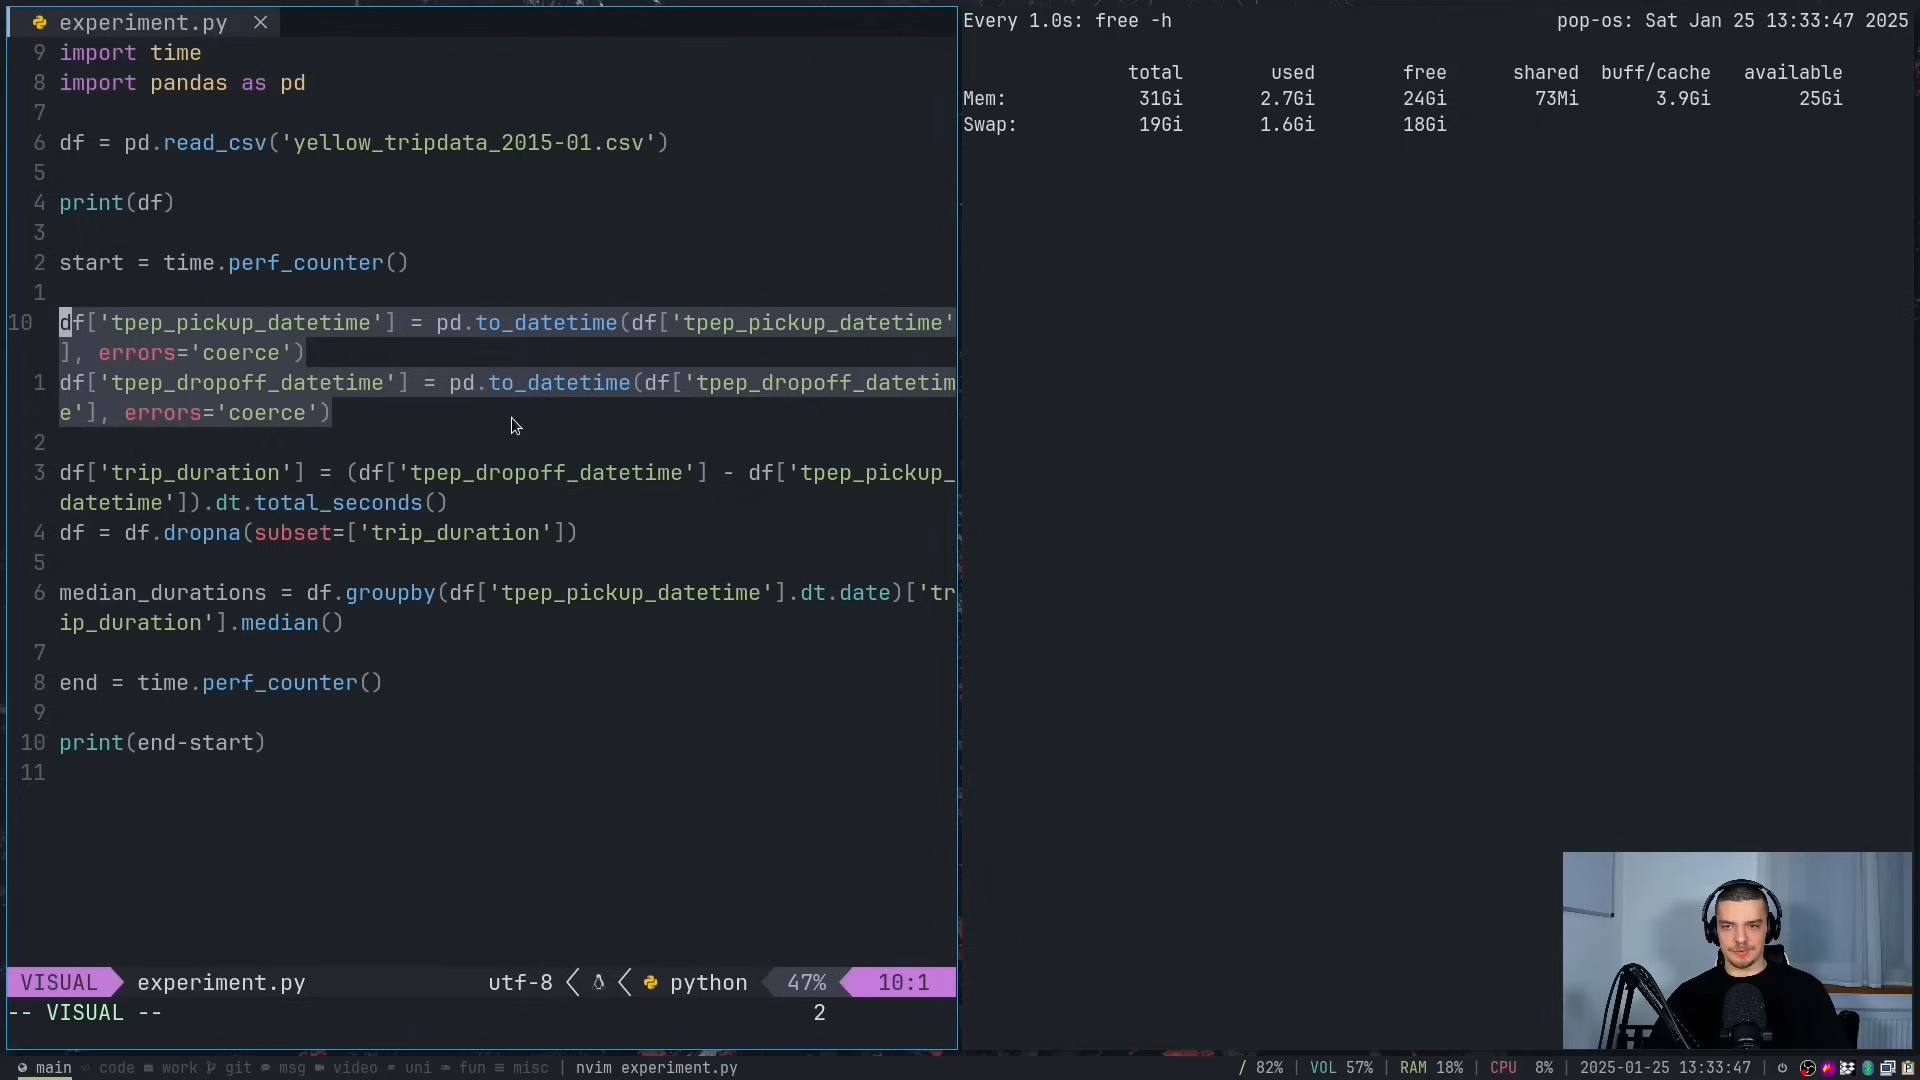 experiment.py
9 import time
8 import pandas as pd
7
6 df = pd.read_csv('yellow_tripdata_2015-01.csv')
5
4 print(df)
3
2 start = time.perf_counter()
1
10 df['tpep_pickup_datetime'] = pd.to_datetime(df['tpep_pickup_datetime'
], errors='coerce')
1 df['tpep_dropoff_datetime'] = pd.to_datetime(df['tpep_dropoff_datetim
e'], errors='coerce')
2
3 df['trip_duration'] = (df['tpep_dropoff_datetime'] - df['tpep_pickup_
datetime']).dt.total_seconds()
4 df = df.dropna(subset=['trip_duration'])
5
6 median_durations = df.groupby(df['tpep_pickup_datetime'].dt.date)['tr
ip_duration'].median()
7
8 end = time.perf_counter()
9
10 print(end-start)
11
VISUAL experiment.py utf-8 python 47% 10:1
-- VISUAL -- 2
Every 1.0s: free -h pop-os: Sat Jan 25 13:33:47 2025
total used free shared buff/cache available
Mem: 31Gi 2.7Gi 24Gi 73Mi 3.9Gi 25Gi
Swap: 19Gi 1.6Gi 18Gi
main code work git msg video uni fun misc | nvim experiment.py / 82% | VOL 57% | RAM 18% | CPU 8% | 2025-01-25 13:33:47 |